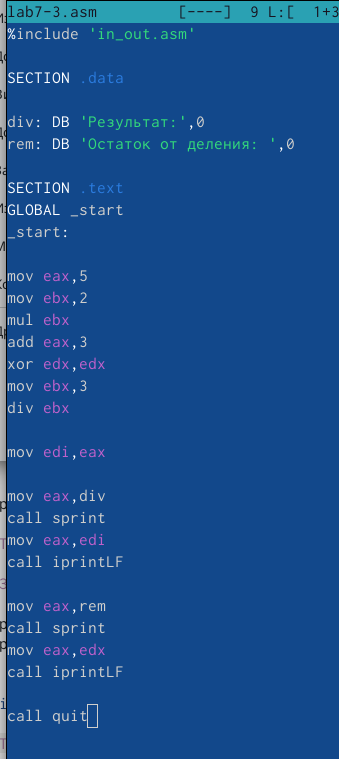 lab7-3.asm [----] 9 L:[ 1+3
%include 'in_out.asm'
SECTION .data
div: DB 'Результат:',0
rem: DB 'Остаток от деления: ',0
SECTION .text
GLOBAL _start
_start:
mov eax,5
mov ebx,2
mul ebx
add eax,3
xor edx,edx
mov ebx,3
div ebx
mov edi,eax
mov eax,div
call sprint
mov eax,edi
call iprintLF
mov eax,rem
call sprint
mov eax,edx
call iprintLF
call quit